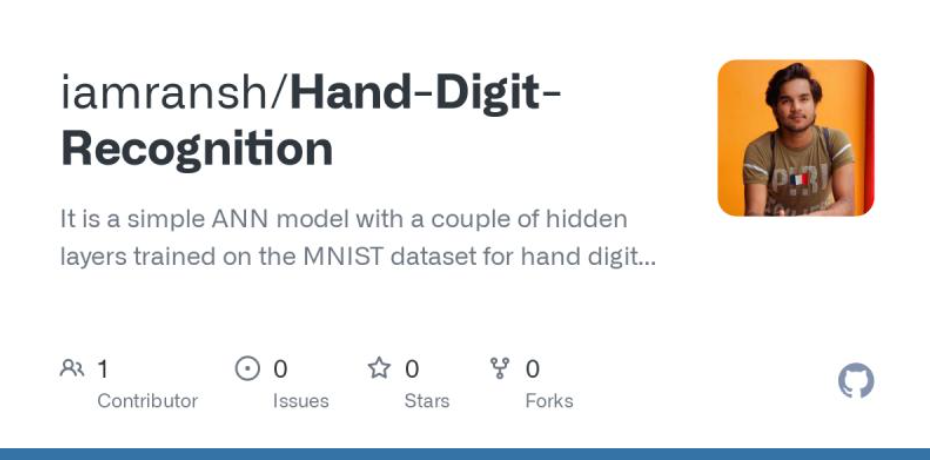 iamransh/Hand-Digit-
Recognition
It is a simple ANN model with a couple of hidden
layers trained on the MNIST dataset for hand digit...
1
Contributor
0
Issues
0
Stars
0
Forks